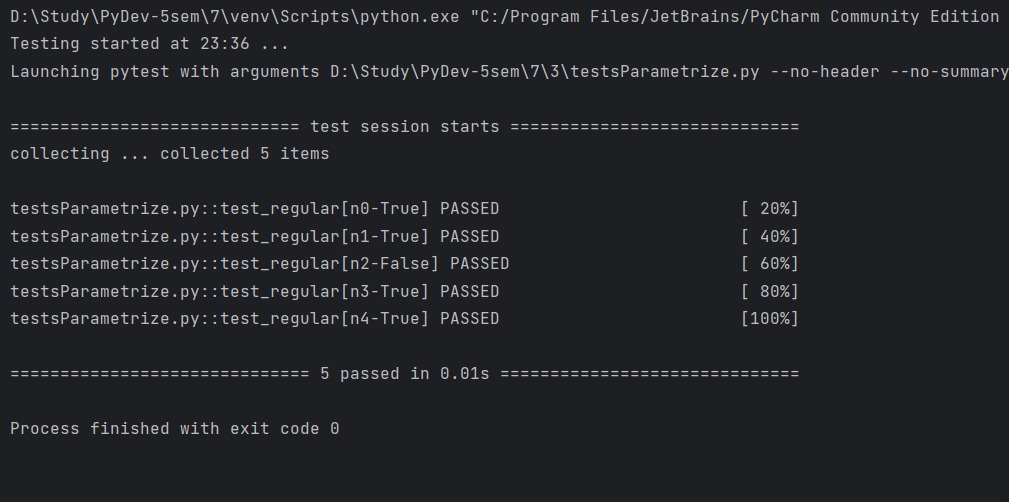 D:\Study\PyDev-5sem\7\venv\Scripts\python.exe "C:/Program Files/JetBrains/PyCharm Community Edition
Testing started at 23:36 ...
Launching pytest with arguments D:\Study\PyDev-5sem\7\3\testsParametrize.py --no-header --no-summary
============================= test session starts =============================
collecting ... collected 5 items
testsParametrize.py::test_regular[n0-True] PASSED                        [ 20%]
testsParametrize.py::test_regular[n1-True] PASSED                        [ 40%]
testsParametrize.py::test_regular[n2-False] PASSED                       [ 60%]
testsParametrize.py::test_regular[n3-True] PASSED                        [ 80%]
testsParametrize.py::test_regular[n4-True] PASSED                        [100%]
============================== 5 passed in 0.01s ==============================
Process finished with exit code 0